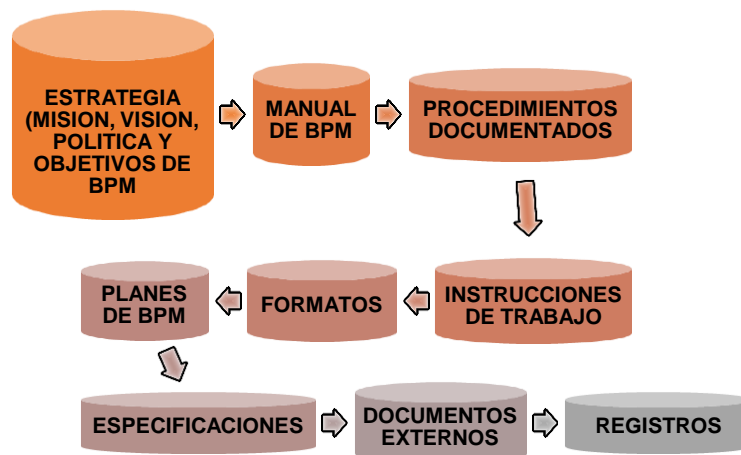 ESTRATEGIA
(MISION, VISION,
POLITICA Y
OBJETIVOS DE
BPM
MANUAL
DE BPM
PROCEDIMIENTOS
DOCUMENTADOS
INSTRUCCIONES
DE TRABAJO
FORMATOS
PLANES
DE BPM
ESPECIFICACIONES
DOCUMENTOS
EXTERNOS
REGISTROS